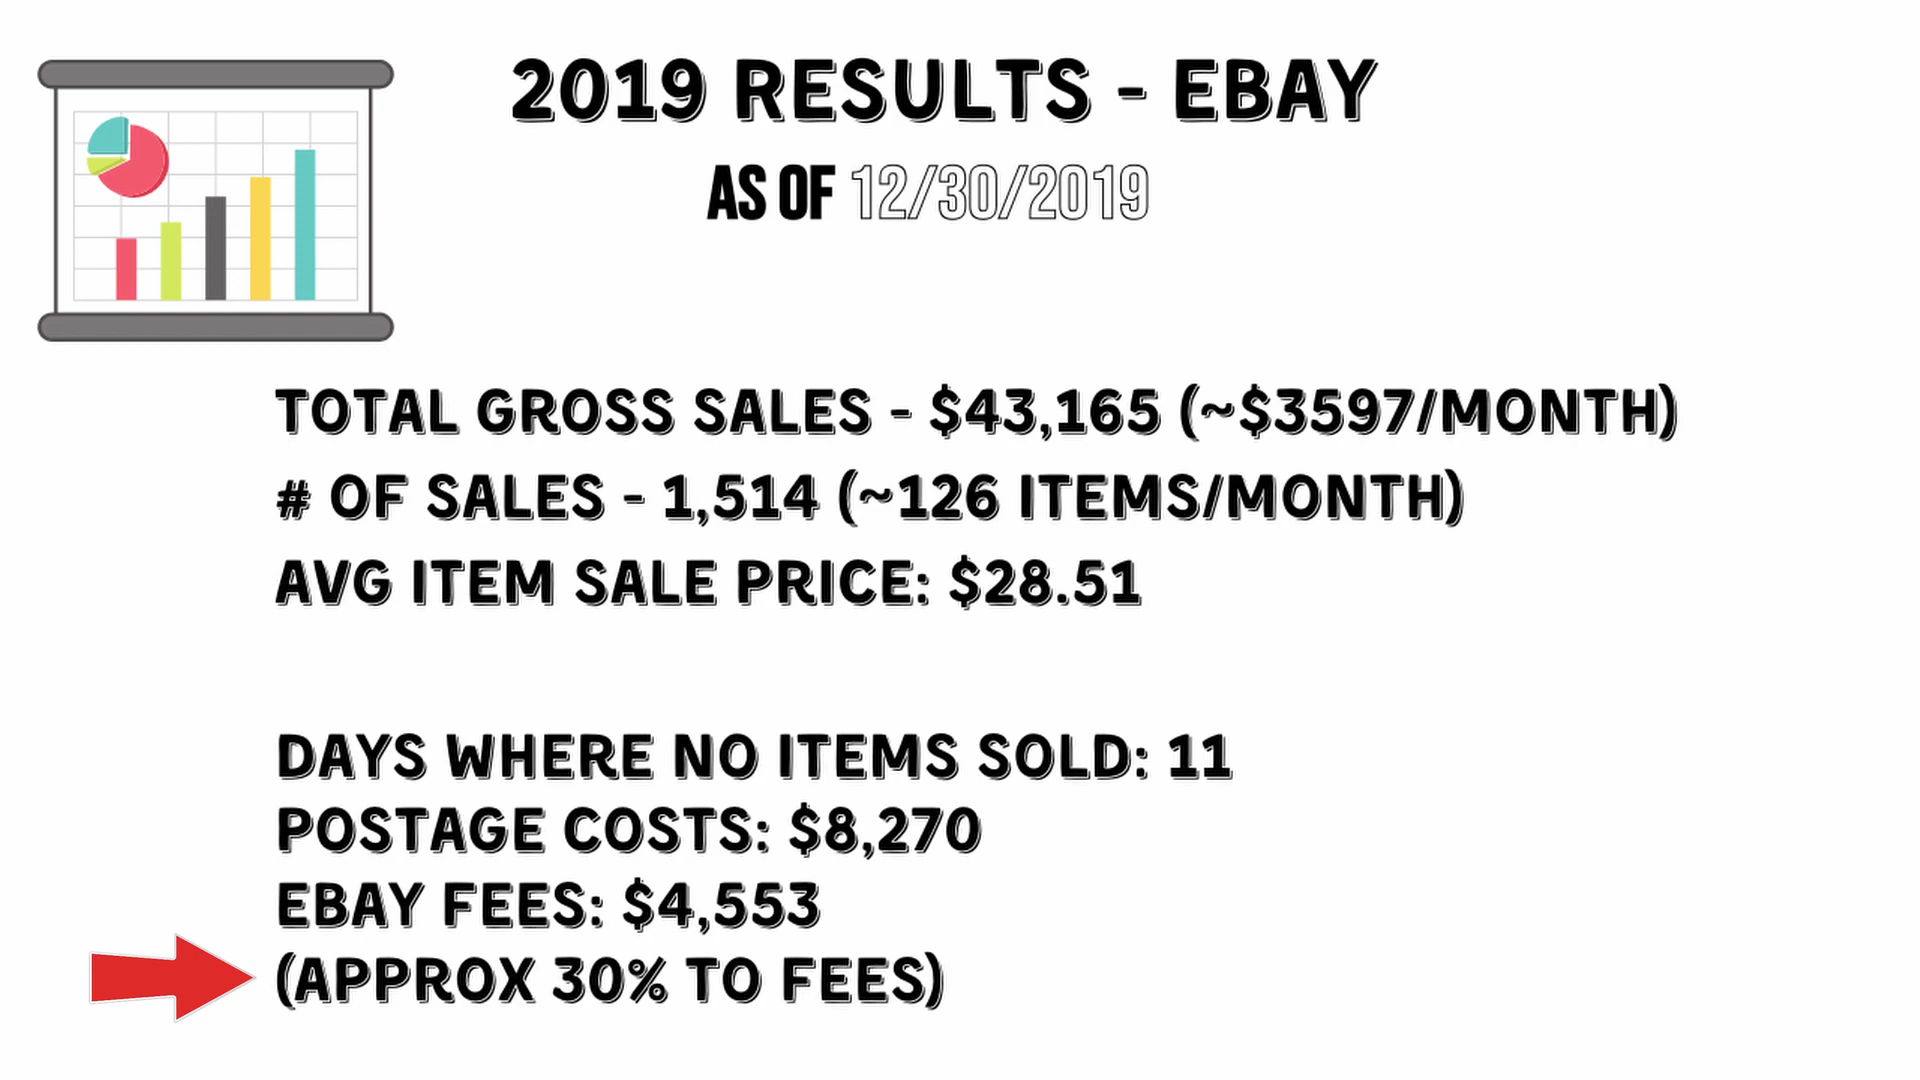 2019 RESULTS - EBAY
AS OF 12/30/2019
TOTAL GROSS SALES - $43,165 (~$3597/MONTH)
# OF SALES - 1,514 (~126 ITEMS/MONTH)
AVG ITEM SALE PRICE: $28.51
DAYS WHERE NO ITEMS SOLD: 11
POSTAGE COSTS: $8,270
EBAY FEES: $4,553
(APPROX 30% TO FEES)